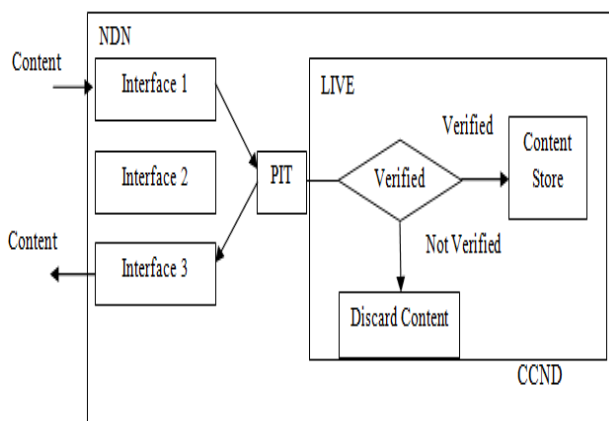 NDN
Content
Interface 1
LIVE
Verified
Content
Store
Interface 2
PIT
Verified
Content
Interface 3
Not Verified
Discard Content
CCND